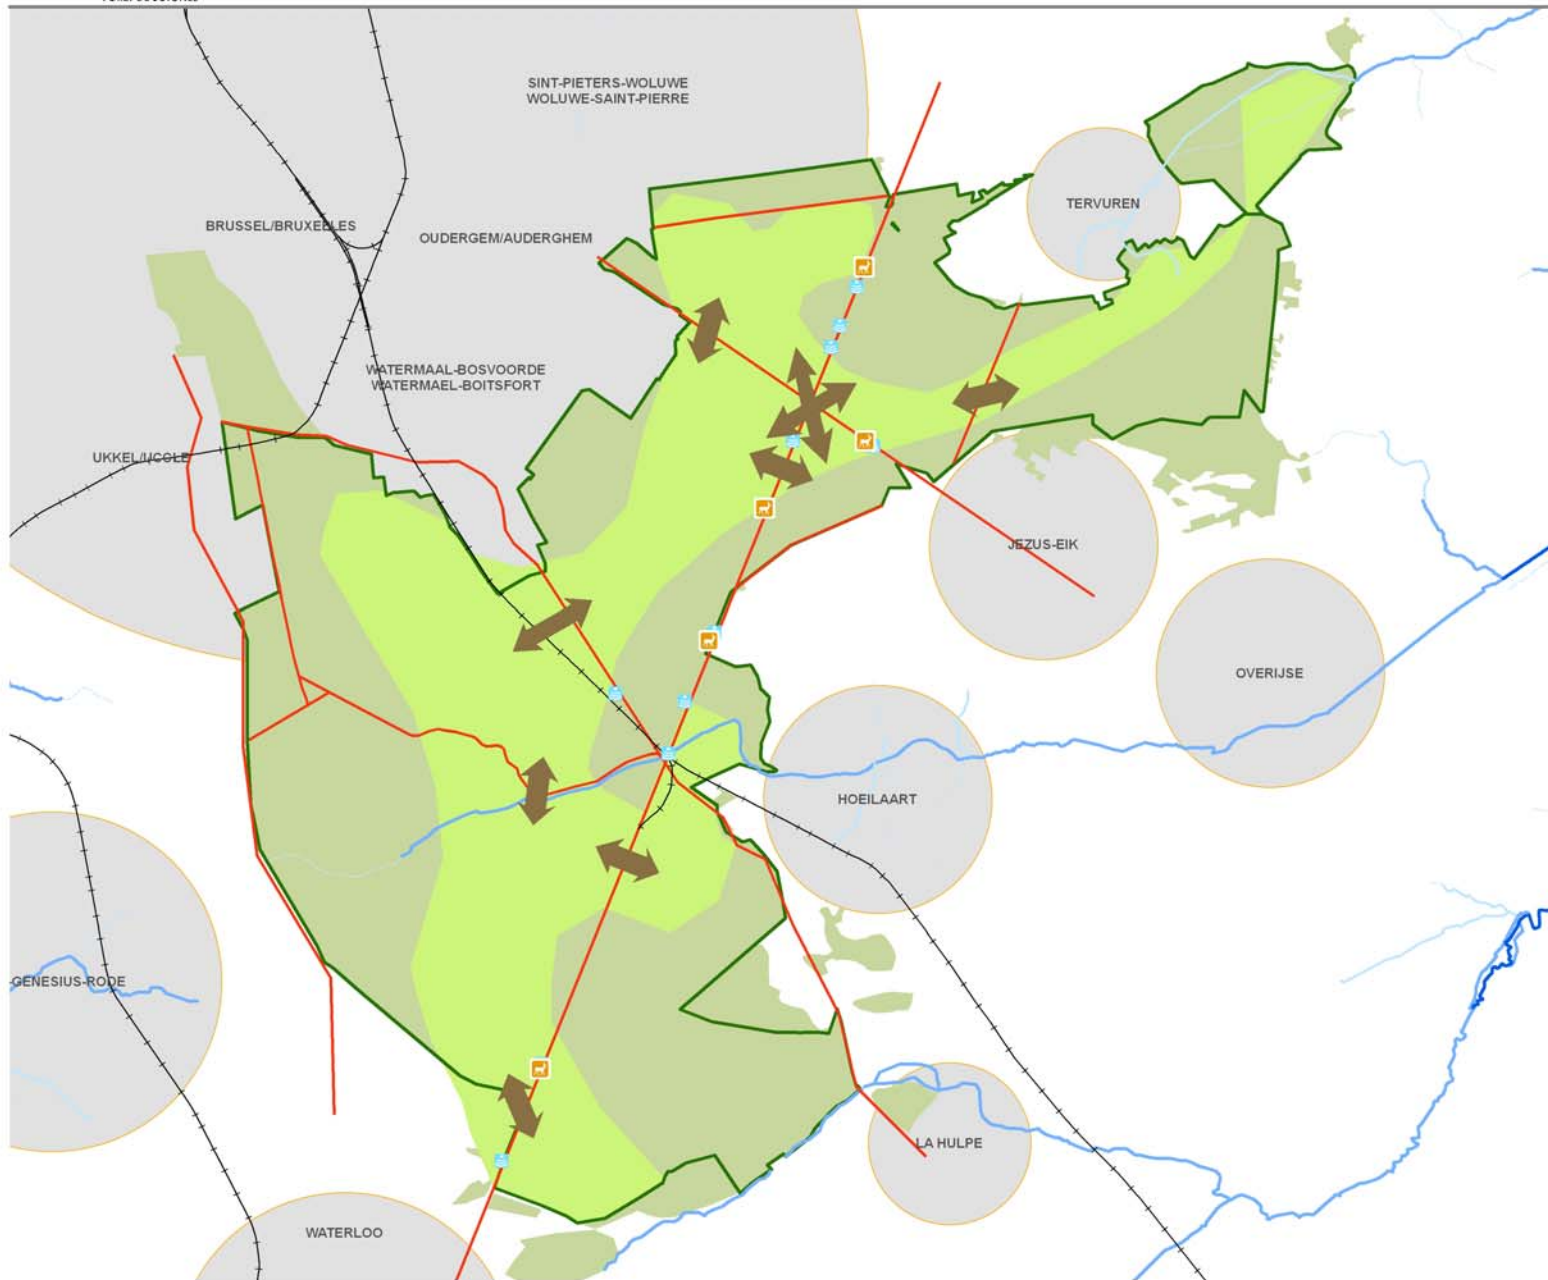 SINT-PIETERS-WOLUWE
WOLUWE-SAINT-PIERRE
TERVUREN
BRUSSEL/BRUXELLES
OUDERGEM/AUDERGHEM
WATERMAAL-BOSVOORDE
WATERMAEL-BOITSFORT
UKKEL/UCCLE
JEZUS-EIK
OVERIJSE
HOEILAART
-GENESIUS-RODE
LA HULPE
WATERLOO